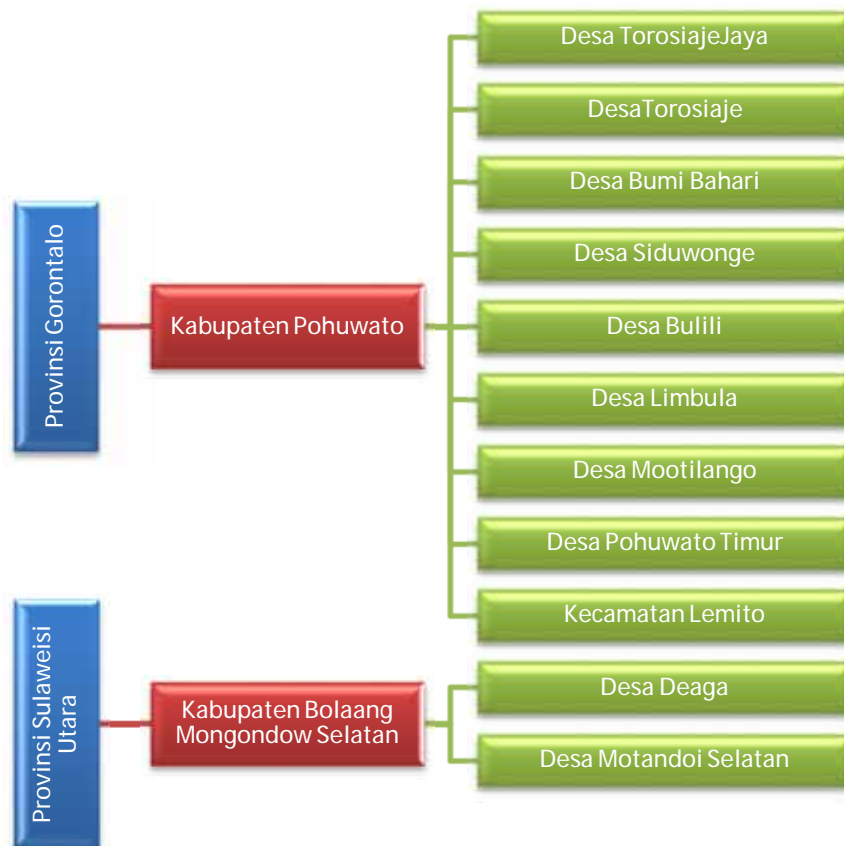 Provinsi Gorontalo
Kabupaten Pohuwato
Desa TorosiajeJaya
DesaTorosiaje
Desa Bumi Bahari
Desa Siduwonge
Desa Bulili
Desa Limbula
Desa Mootilango
Desa Pohuwato Timur
Kecamatan Lemito
Provinsi Sulaweisi
Utara
Kabupaten Bolaang
Mongondow Selatan
Desa Deaga
Desa Motandoi Selatan